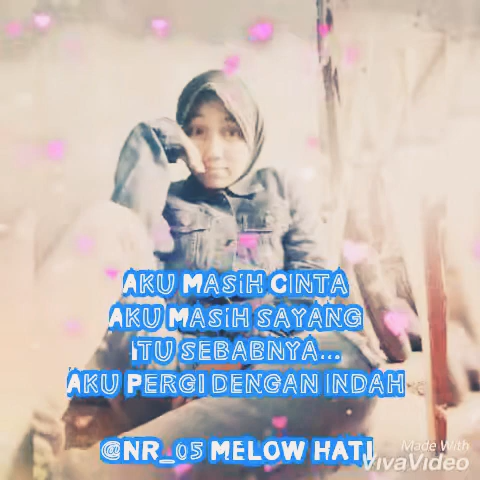 Aku Masih Cinta
Aku Masih sayang
Itu sebabnya...
Aku Pergi dengan indah
@NR_05 MELOW HATI
Made With
VivaVideo